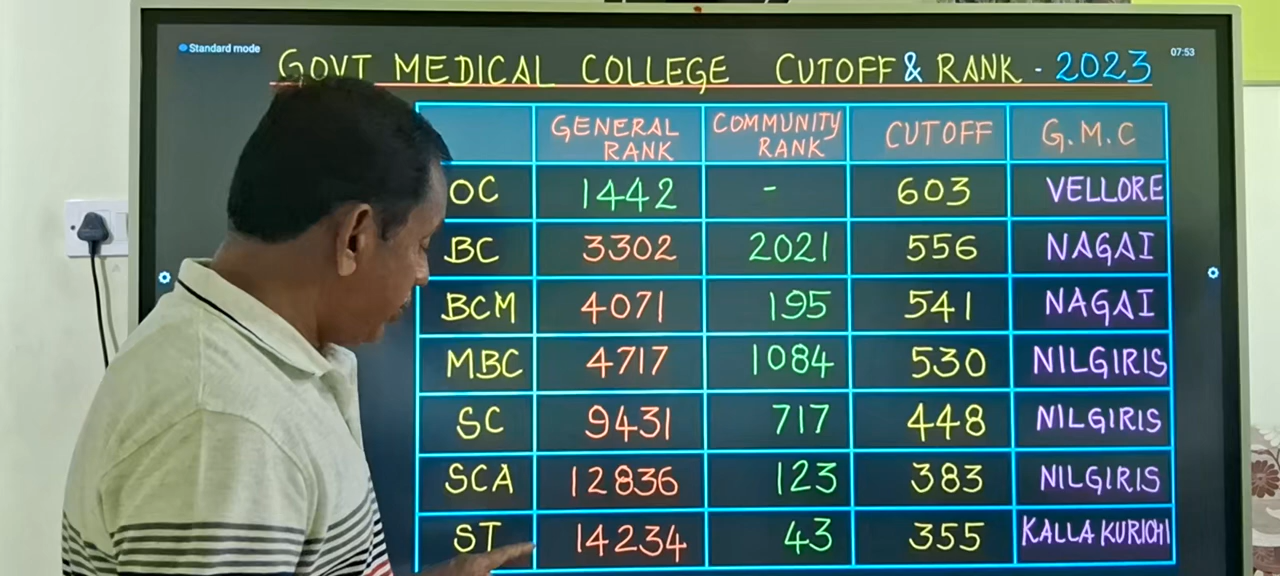 Standard mode
07:53
GOVT MEDICAL COLLEGE CUTOFF & RANK - 2023
GENERAL RANK COMMUNITY RANK CUTOFF G.M.C
OC 1442 - 603 VELLORE
BC 3302 2021 556 NAGAI
BCM 4071 195 541 NAGAI
MBC 4717 1084 530 NILGIRIS
SC 9431 717 448 NILGIRIS
SCA 12836 123 383 NILGIRIS
ST 14234 43 355 KALLA KURICHI